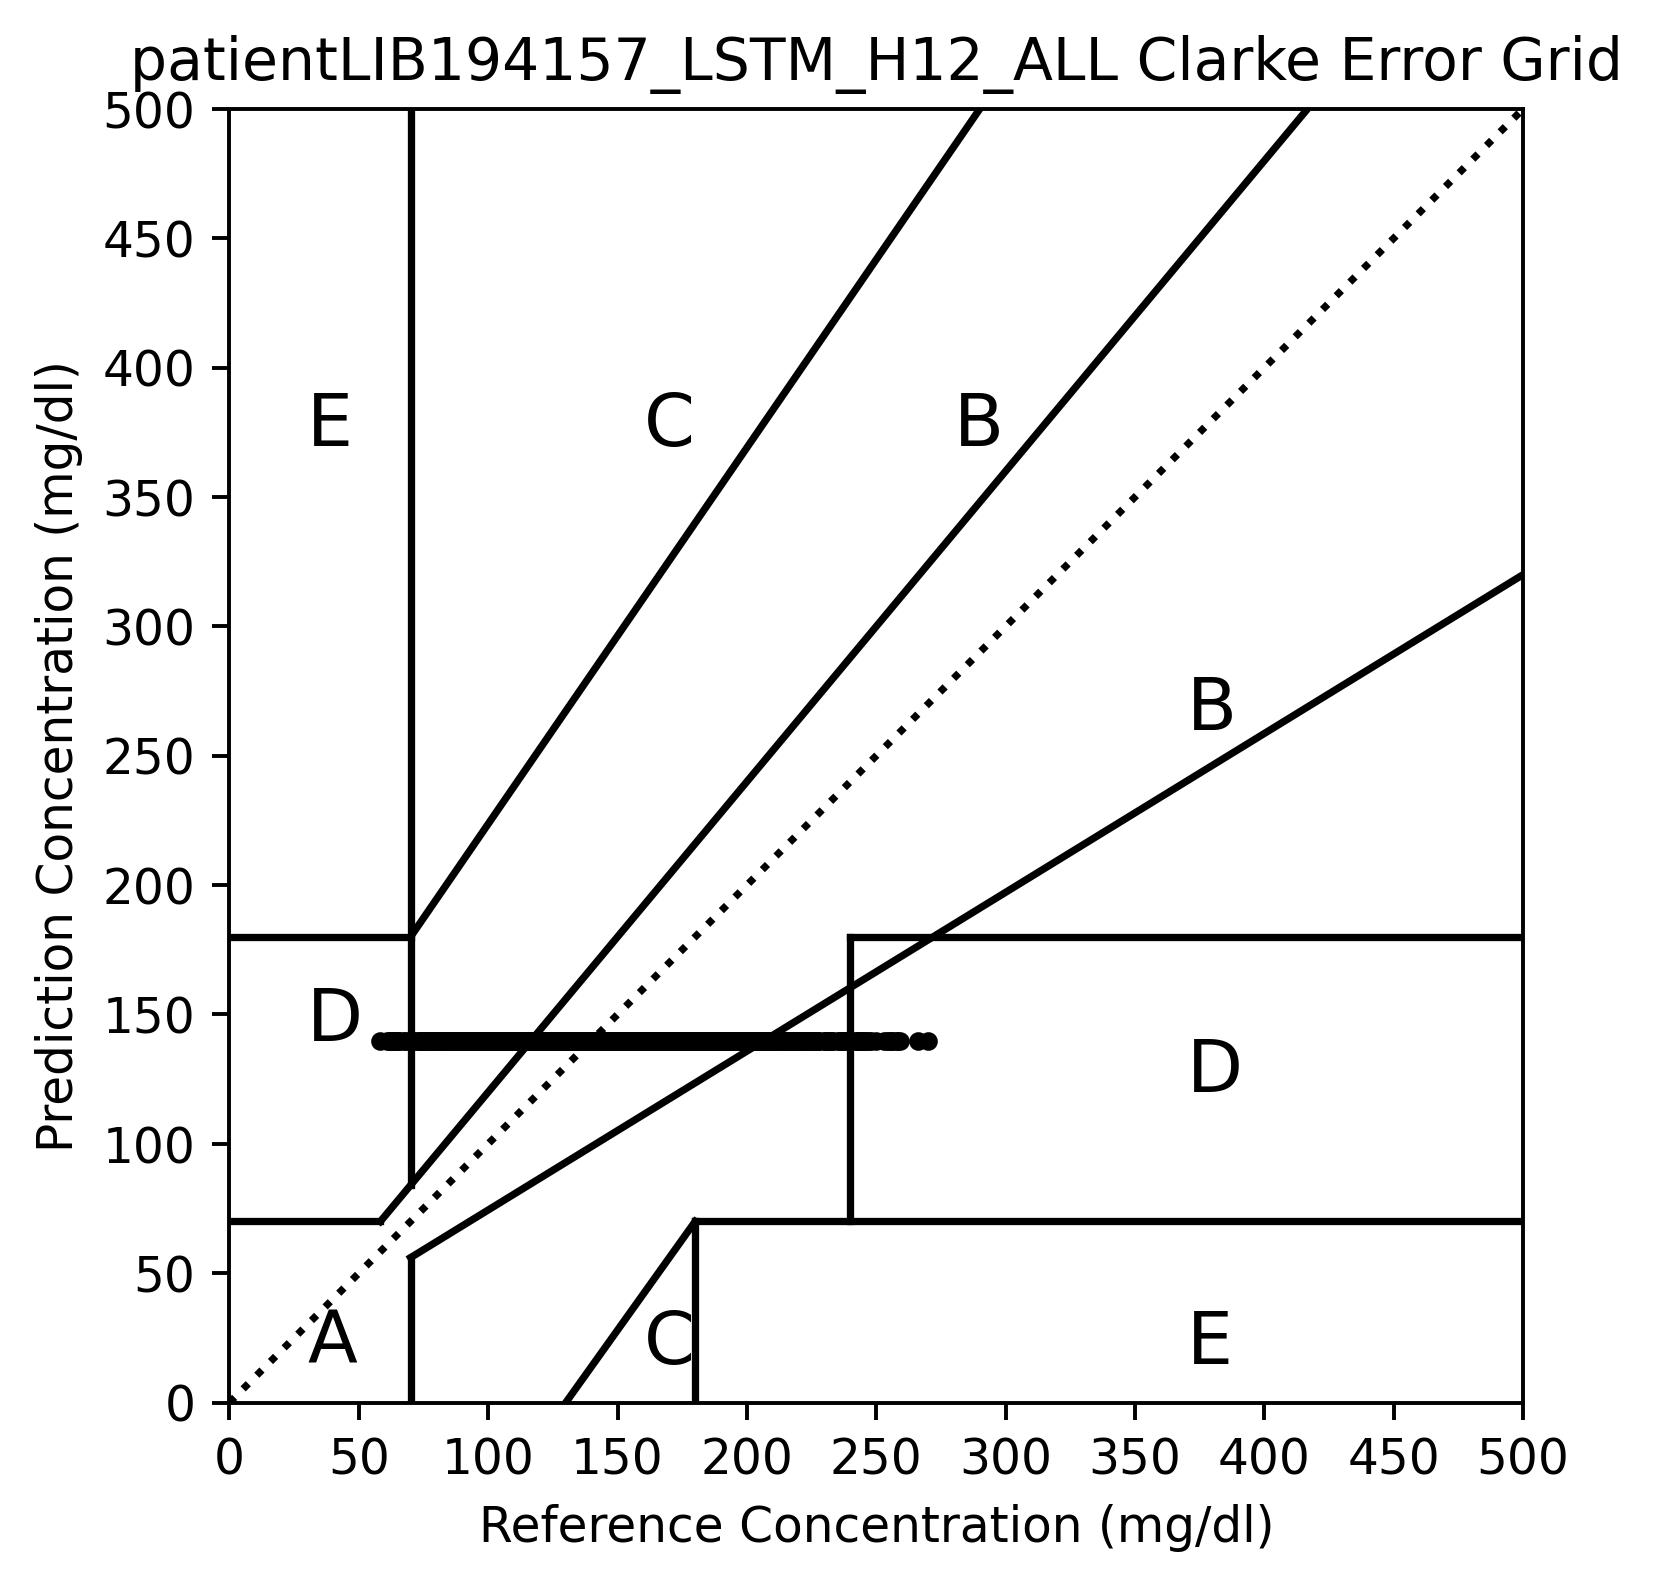 patientLIB194157_LSTM_H12_ALL Clarke Error Grid
500
450
400
350
300
250
200
150
100
50
0
Prediction Concentration (mg/dl)
E
C
B
B
D
D
A
C
E
0 50 100 150 200 250 300 350 400 450 500
Reference Concentration (mg/dl)